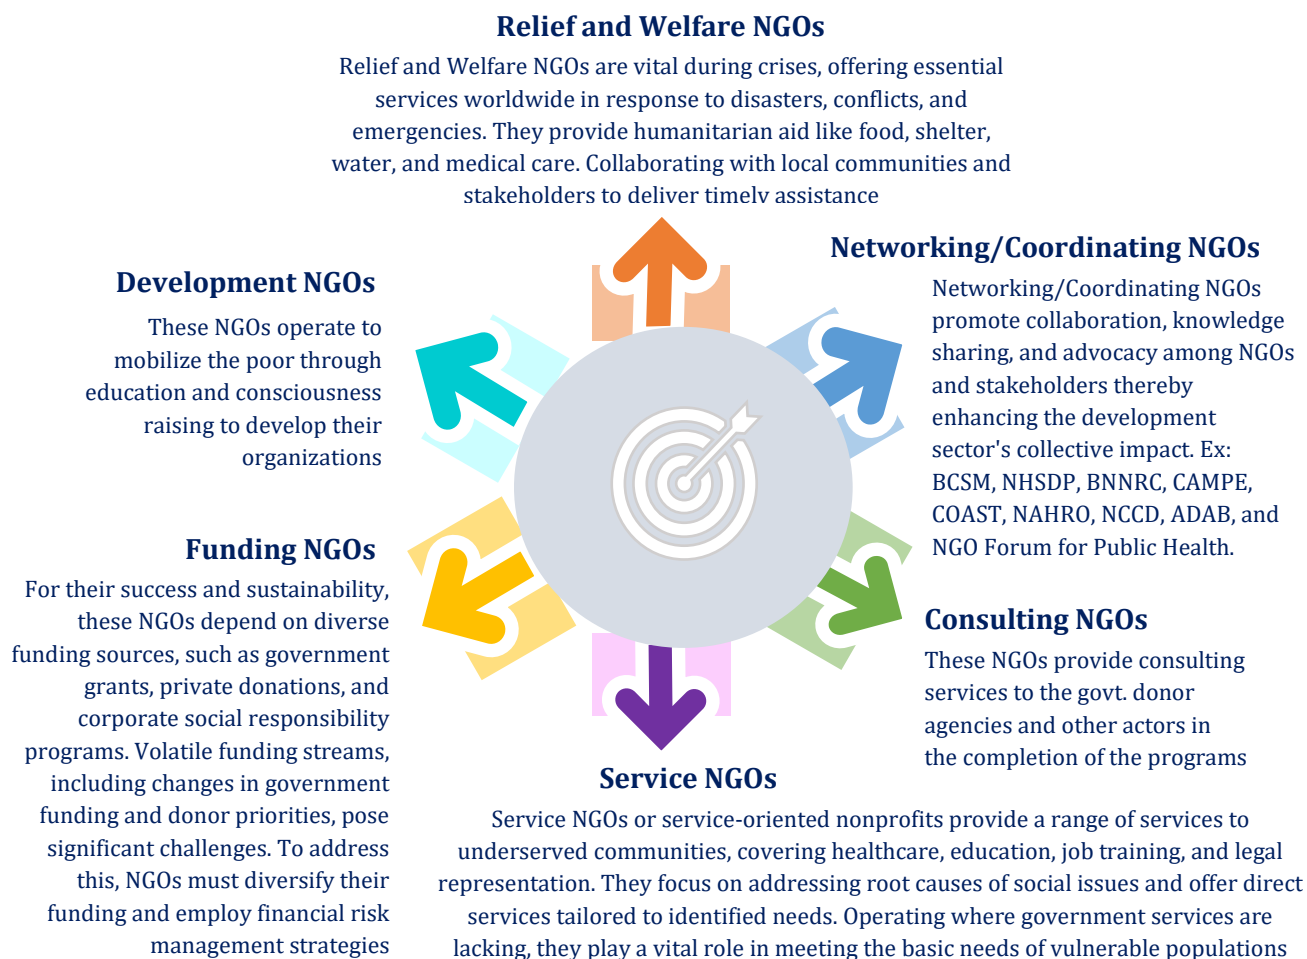 Relief and Welfare NGOs
Relief and Welfare NGOs are vital during crises, offering essential
services worldwide in response to disasters, conflicts, and
emergencies. They provide humanitarian aid like food, shelter,
water, and medical care. Collaborating with local communities and
stakeholders to deliver timely assistance
Networking/Coordinating NGOs
Networking/Coordinating NGOs
promote collaboration, knowledge
sharing, and advocacy among NGOs
and stakeholders thereby
enhancing the development
sector's collective impact. Ex:
BCSM, NHSDP, BNNRC, CAMPE,
COAST, NAHRO, NCCD, ADAB, and
NGO Forum for Public Health.
Development NGOs
These NGOs operate to
mobilize the poor through
education and consciousness
raising to develop their
organizations
Funding NGOs
For their success and sustainability,
these NGOs depend on diverse
funding sources, such as government
grants, private donations, and
corporate social responsibility
programs. Volatile funding streams,
including changes in government
funding and donor priorities, pose
significant challenges. To address
this, NGOs must diversify their
funding and employ financial risk
management strategies
Consulting NGOs
These NGOs provide consulting
services to the govt. donor
agencies and other actors in
the completion of the programs
Service NGOs
Service NGOs or service-oriented nonprofits provide a range of services to
underserved communities, covering healthcare, education, job training, and legal
representation. They focus on addressing root causes of social issues and offer direct
services tailored to identified needs. Operating where government services are
lacking, they play a vital role in meeting the basic needs of vulnerable populations